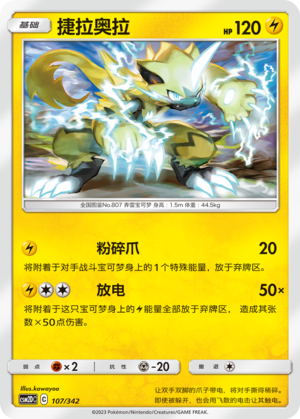 基础 捷拉奥拉 HP 120
全国图鉴No.807 奔雷宝可梦 身高：1.5m 体重：44.5kg
粉碎爪 20
将附着于对手战斗宝可梦身上的1个特殊能量，放于弃牌区。
放电 50×
将附着于这只宝可梦身上的能量全部放于弃牌区，造成其张
数×50点伤害。
弱点 ×2 抗性 -20 撤退
Illus.kawayoo
CSM2DC C 107/342
让双手双脚的爪子带电，将对手撕得稀碎。
即使被躲开，也会用飞散的电击让其触电。
©2023 Pokémon/Nintendo/Creatures/GAME FREAK.